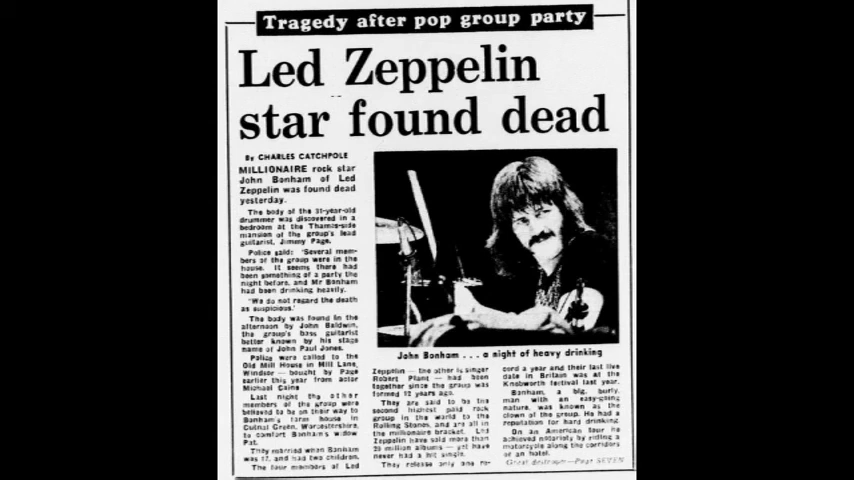 Tragedy after pop group party
Led Zeppelin
star found dead
By CHARLES CATCHPOLE
MILLIONAIRE rock star
John Bonham of Led
Zeppelin was found dead
yesterday.
The body of the 31-year-old
drummer was discovered in a
bedroom at the Thames-side
mansion of the group's lead
guitarist, Jimmy Page.
Police said: 'Several mem-
bers of the group were in the
house. It seems there had
been something of a party the
night before, and Mr Bonham
had been drinking heavily.
'We do not regard the death
as suspicious.'
The body was found in the
afternoon by John Baldwin,
the group's bass guitarist
better known by his stage
name of John Paul Jones.
Police were called to the
Old Mill House in Mill Lane,
Windsor — bought by Page
earlier this year from actor
Michael Caine
Last night the other
members of the group were
believed to be on their way to
Bonham's farm house in
Cutnal Green, Worcestershire,
to comfort Bonham's widow
Pat.
They married when Bonham
was 17, and had two children.
The four members of Led
John Bonham . . . a night of heavy drinking
Zeppelin — the other is singer
Robert Plant — had been
together since the group was
formed 12 years ago.
They are said to be the
second highest paid rock
group in the world to the
Rolling Stones, and are all in
the millionaire bracket. Led
Zeppelin have sold more than
20 million albums — yet have
never had a hit single.
They release only one re-
cord a year and their last live
date in Britain was at the
Knebworth festival last year.
Bonham, a big, burly,
man with an easy-going
nature, was known as the
clown of the group. He had a
reputation for hard drinking.
On an American tour he
achieved notoriety by riding a
motorcycle along the corridors
of an hotel.
Great destroyer—Page SEVEN